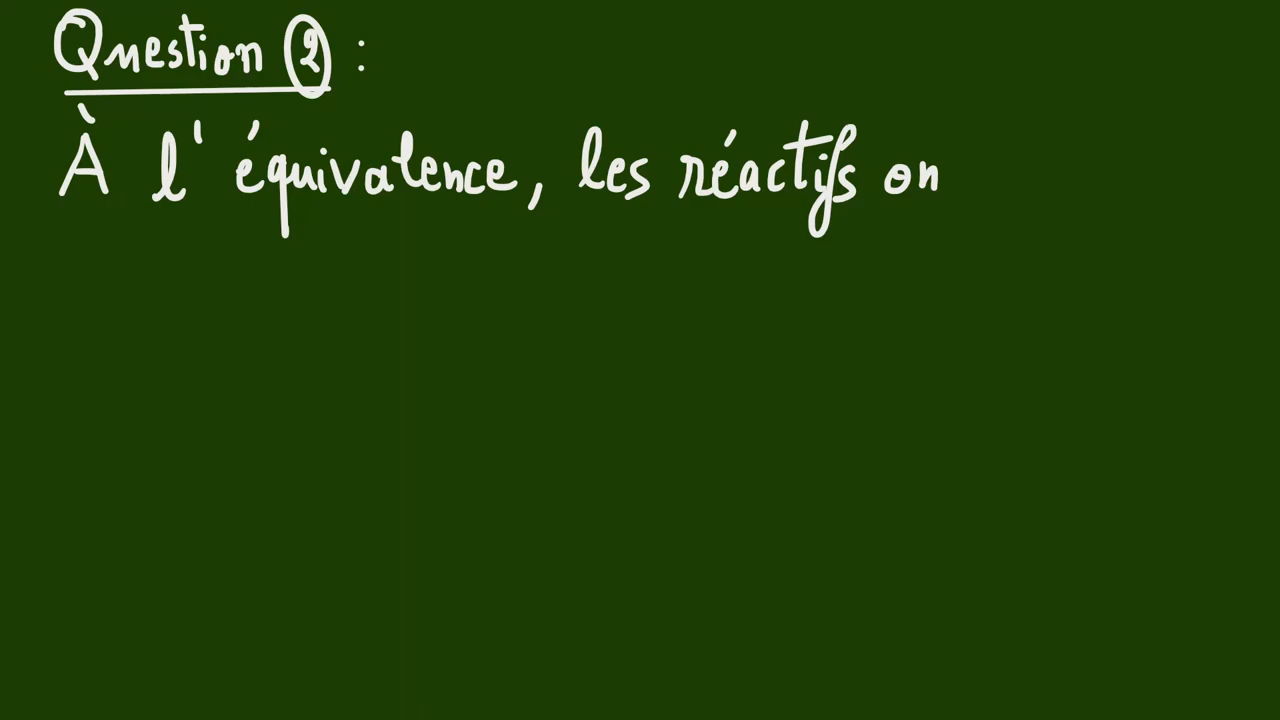 Question 2 :
À l'équivalence, les réactifs on